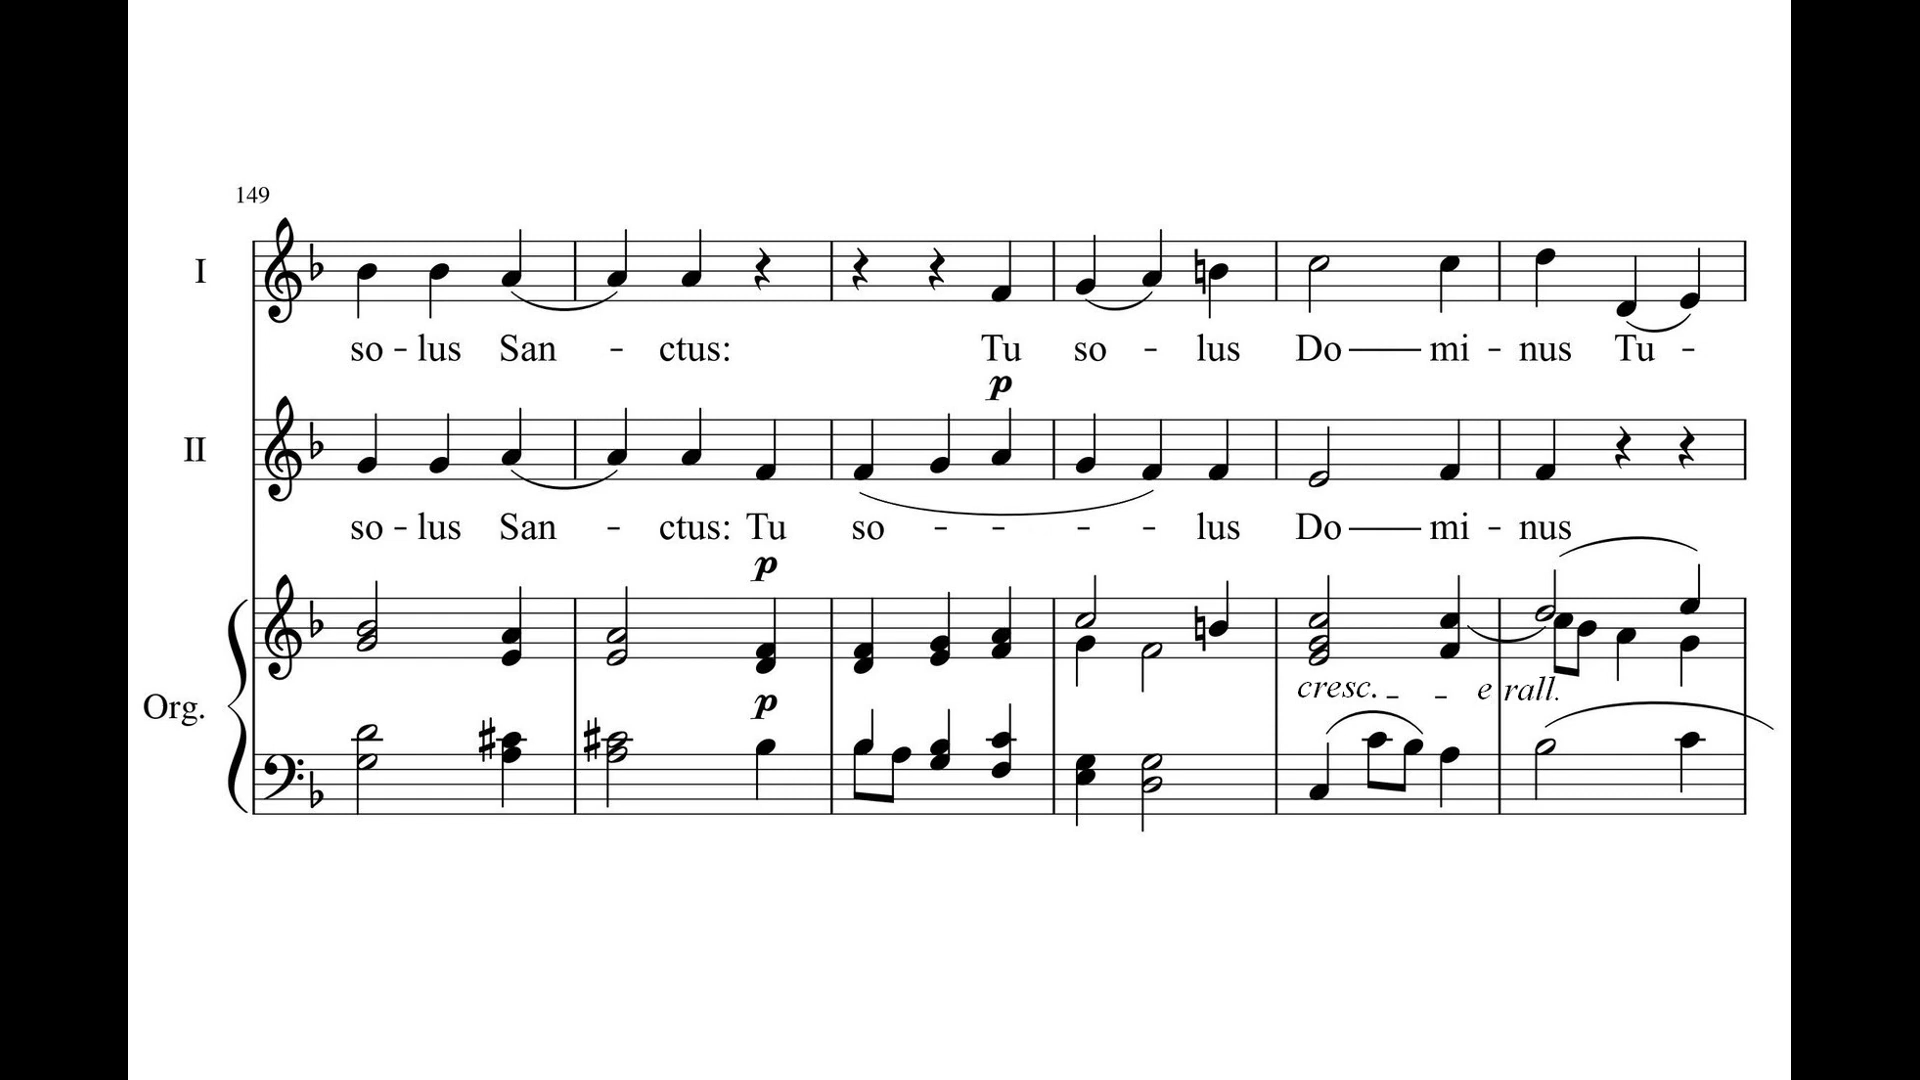 149
I
so - lus San - ctus: Tu so - lus Do — mi - nus Tu -
p
II
so - lus San - ctus: Tu so - - - - lus Do — mi - nus
p
cresc. - - e rall.
Org.
p